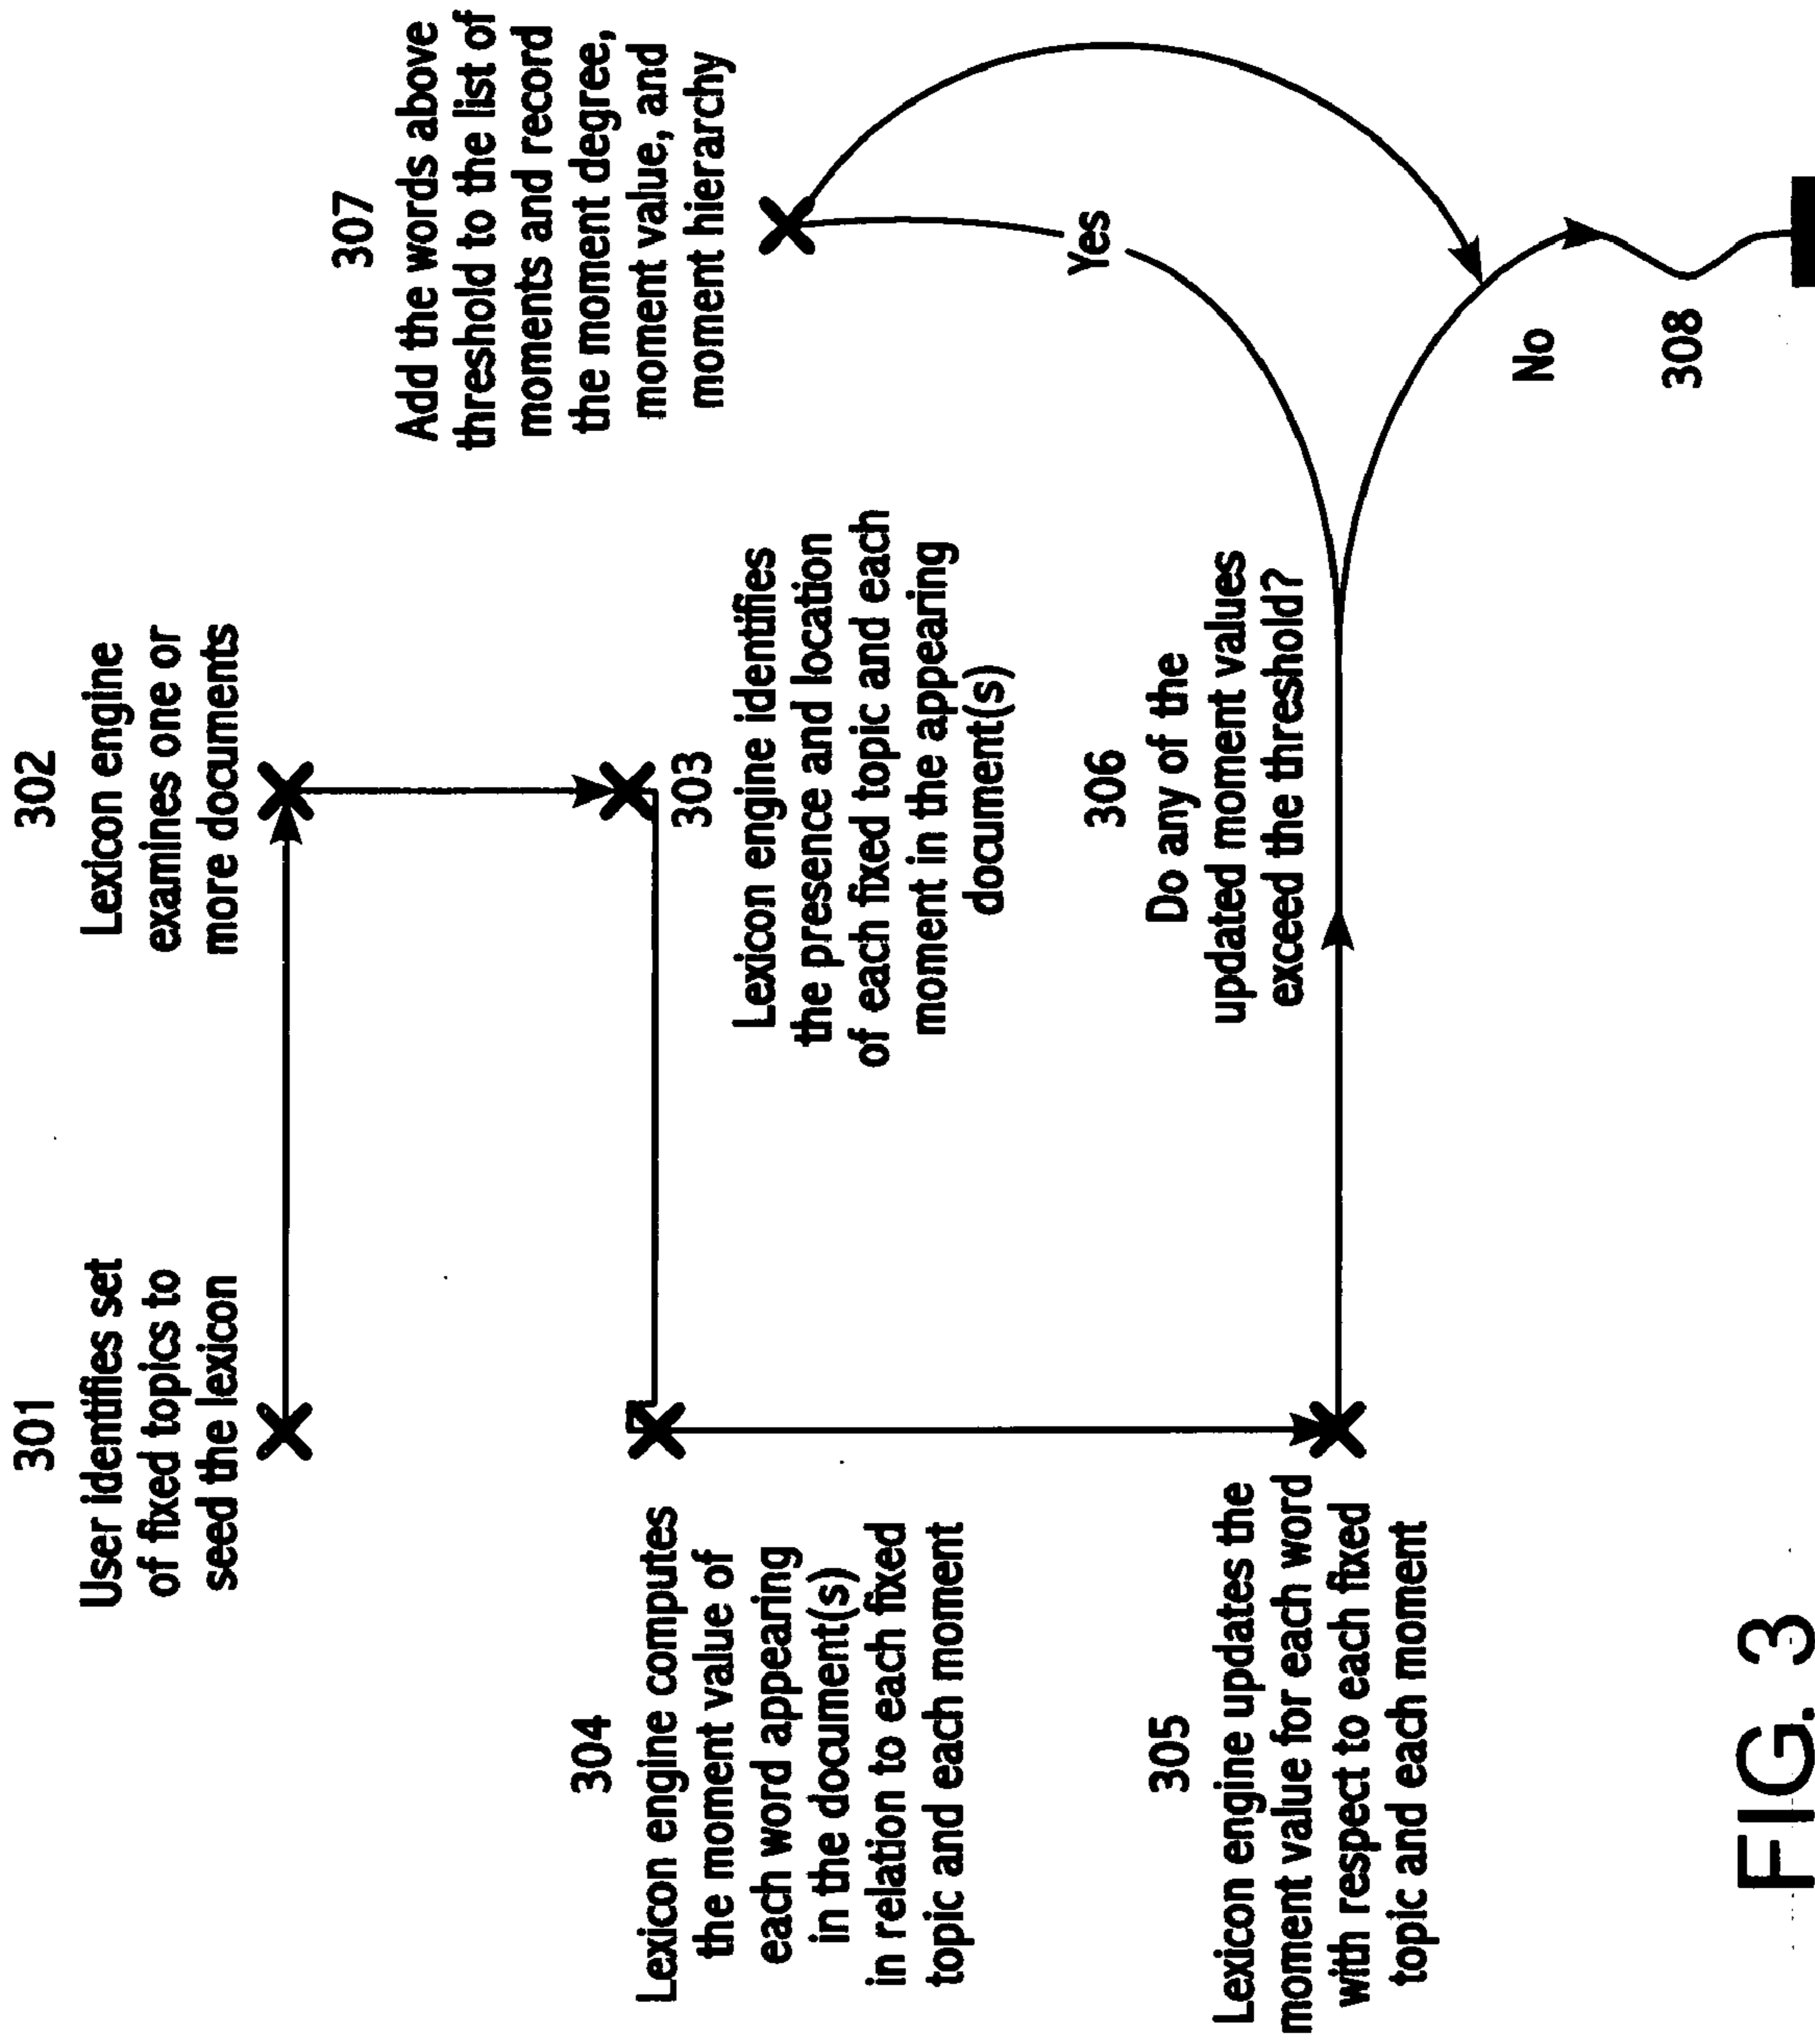 301
User identifies set
of fixed topics to
seed the lexicon
302
Lexicon engine
examines one or
more documents
303
Lexicon engine identifies
the presence and location
of each fixed topic and each
moment in the appearing
document(s)
304
Lexicon engine computes
the moment value of
each word appearing
in the document(s)
in relation to each fixed
topic and each moment
305
Lexicon engine updates the
moment value for each word
with respect to each fixed
topic and each moment
306
Do any of the
updated moment values
exceed the threshold?
307
Add the words above
threshold to the list of
moments and record
the moment degree,
moment value, and
moment hierarchy
Yes
No
308
FIG. 3